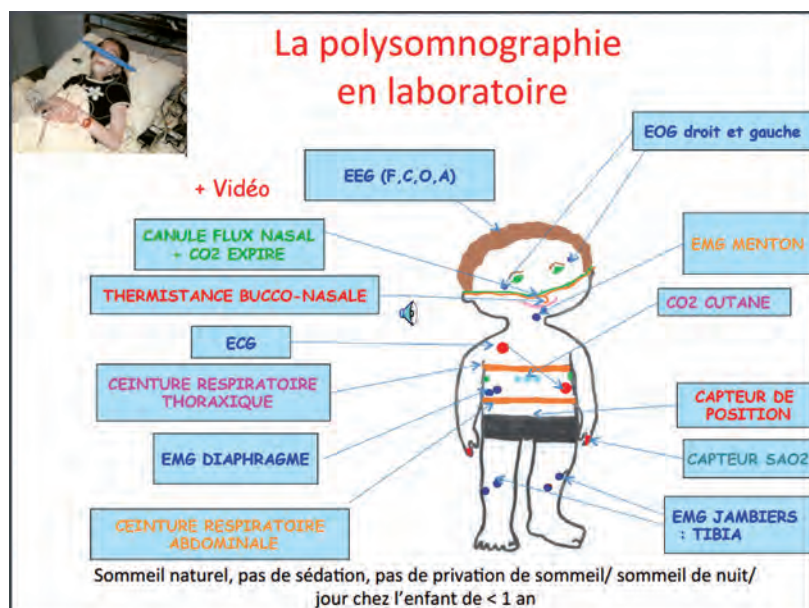 La polysomnographie
en laboratoire
EOG droit et gauche
EEG (F,C,O,A)
+ Vidéo
CANULE FLUX NASAL
- CO2 EXPIRE
EMG MENTON
THERMISTANCE BUCCO-NASALE
CO2 CUTANE
ECG
CEINTURE RESPIRATOIRE
THORAXIQUE
CAPTEUR DE
POSITION
EMG DIAPHRAGME
CAPTEUR SAO2
CEINTURE RESPIRATOIRE
ABDOMINALE
EMG JAMBIERS
: TIBIA
Sommeil naturel, pas de sédation, pas de privation de sommeil/ sommeil de nuit/
jour chez l'enfant de < 1 an